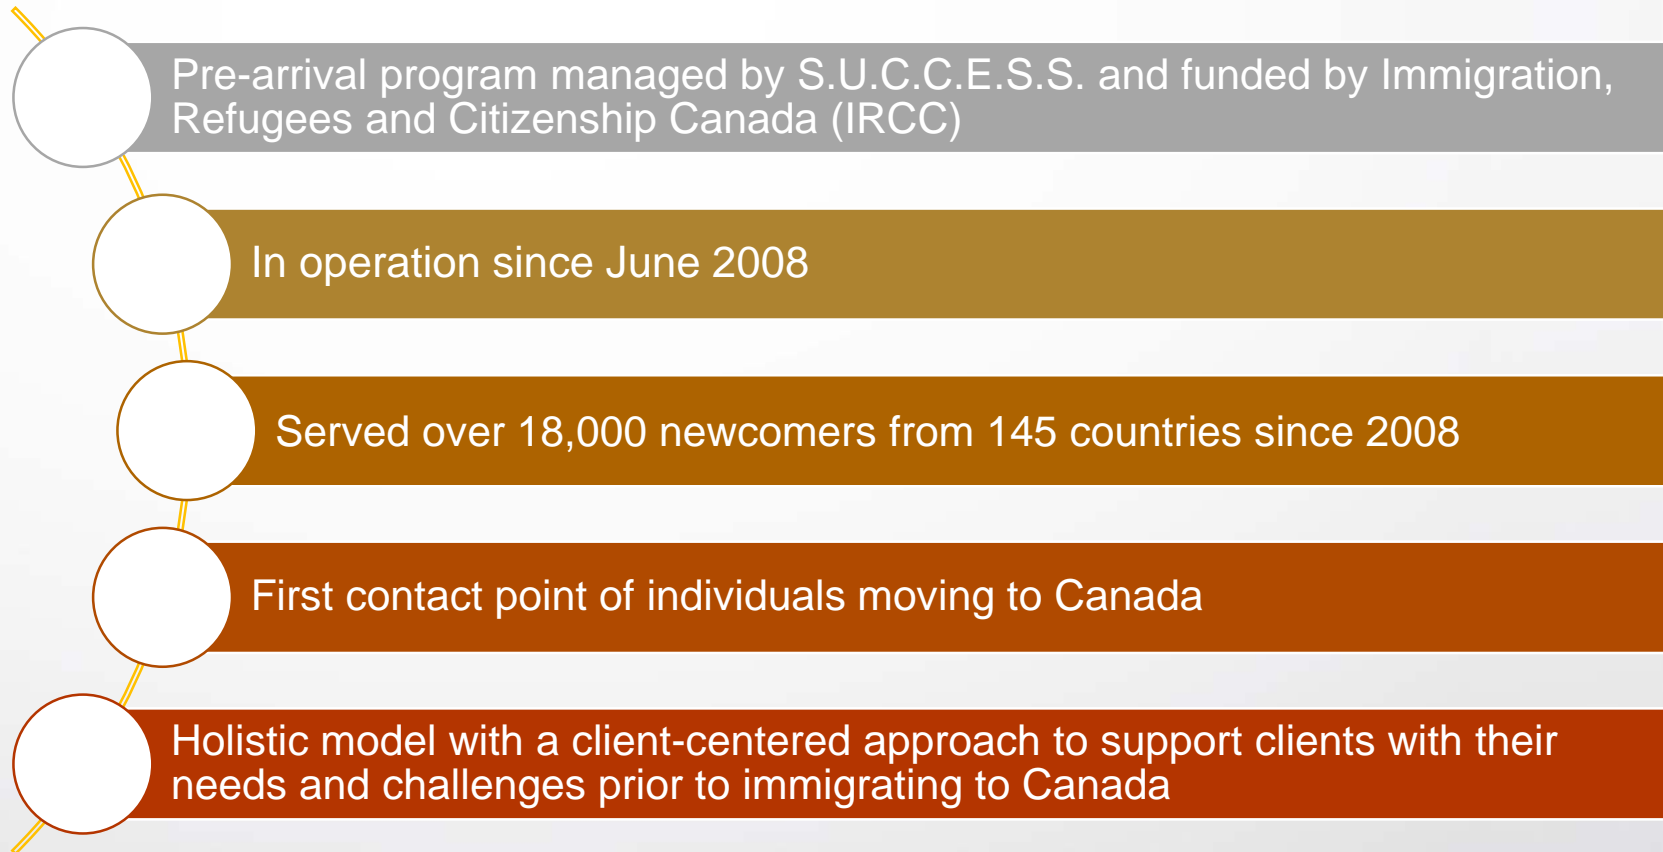 Pre-arrival program managed by S.U.C.C.E.S.S. and funded by Immigration,
Refugees and Citizenship Canada (IRCC)
In operation since June 2008
Served over 18,000 newcomers from 145 countries since 2008
First contact point of individuals moving to Canada
Holistic model with a client-centered approach to support clients with their
needs and challenges prior to immigrating to Canada